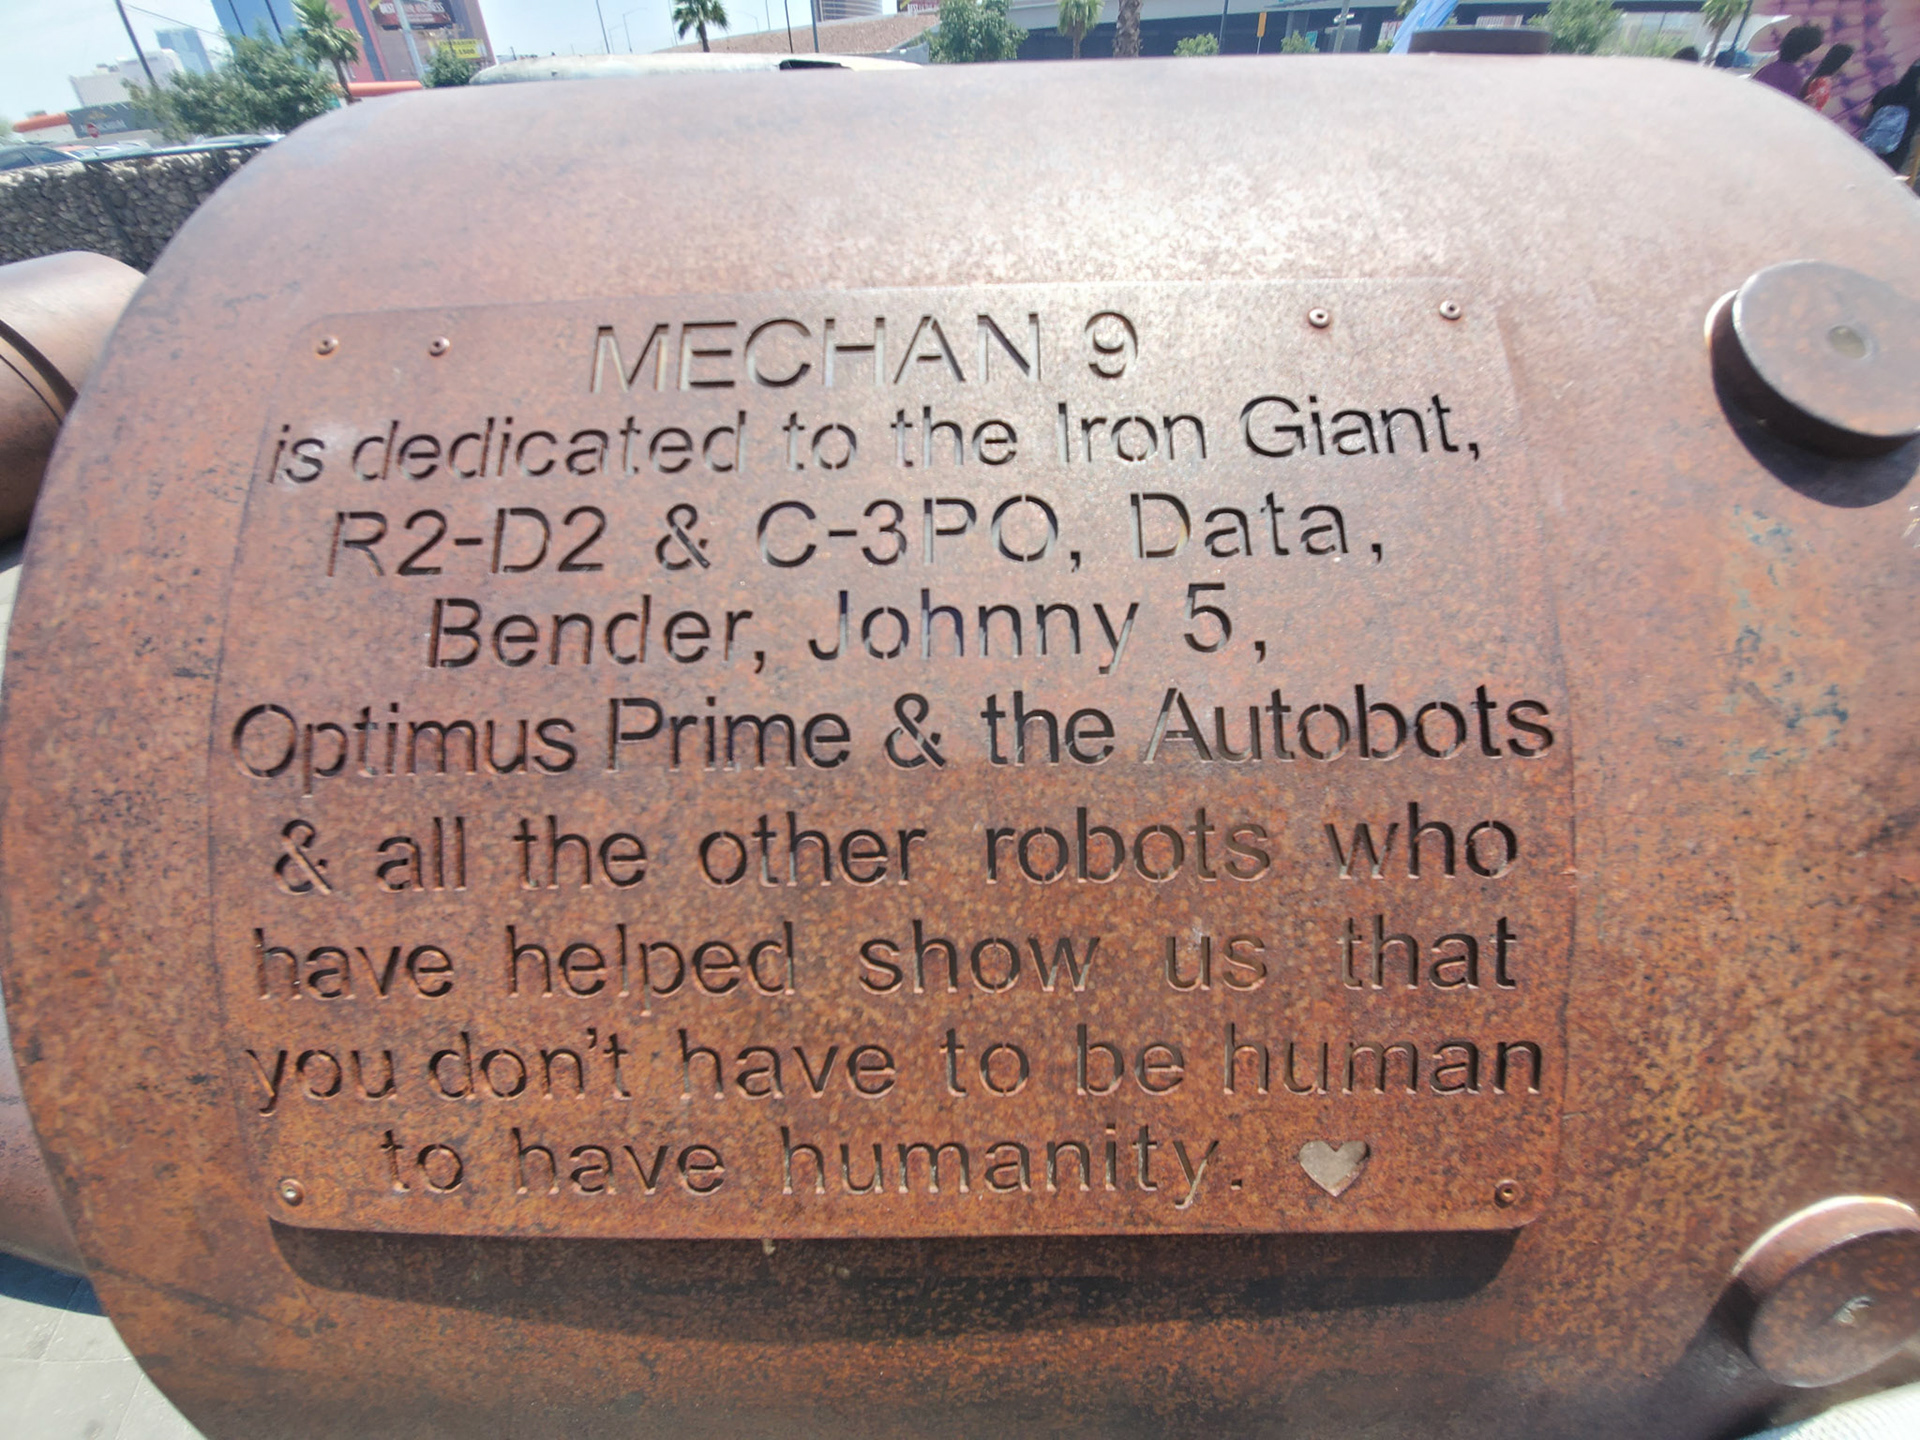 MECHAN 9
is dedicated to the Iron Giant,
R2-D2 & C-3PO, Data,
Bender, Johnny 5,
Optimus Prime & the Autobots
& all the other robots who
have helped show us that
you don't have to be human
to have humanity. ♥